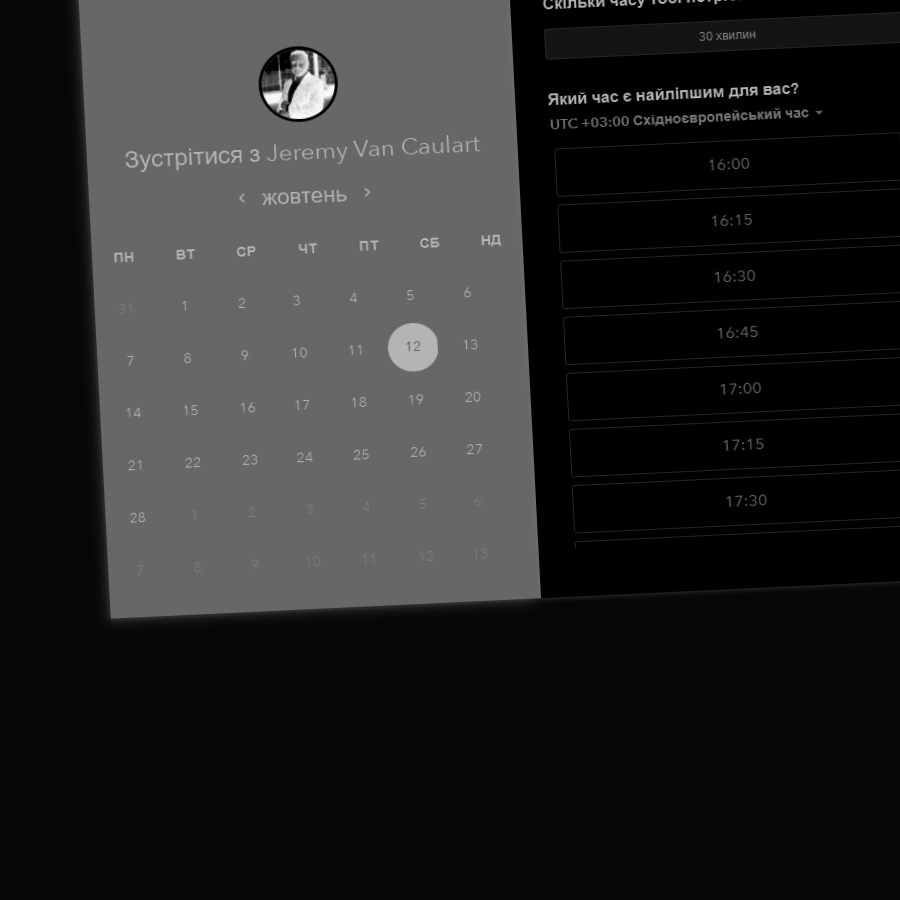 Зустрітися з Jeremy Van Caulart
‹ жовтень ›
ПН ВТ СР ЧТ ПТ СБ НД
31 1 2 3 4 5 6
7 8 9 10 11 12 13
14 15 16 17 18 19 20
21 22 23 24 25 26 27
28 1 2 3 4 5 6
7 8 9 10 11 12 13
Скільки часу тобі
30 хвилин
Який час є найліпшим для вас?
UTC +03:00 Східноєвропейський час
16:00
16:15
16:30
16:45
17:00
17:15
17:30